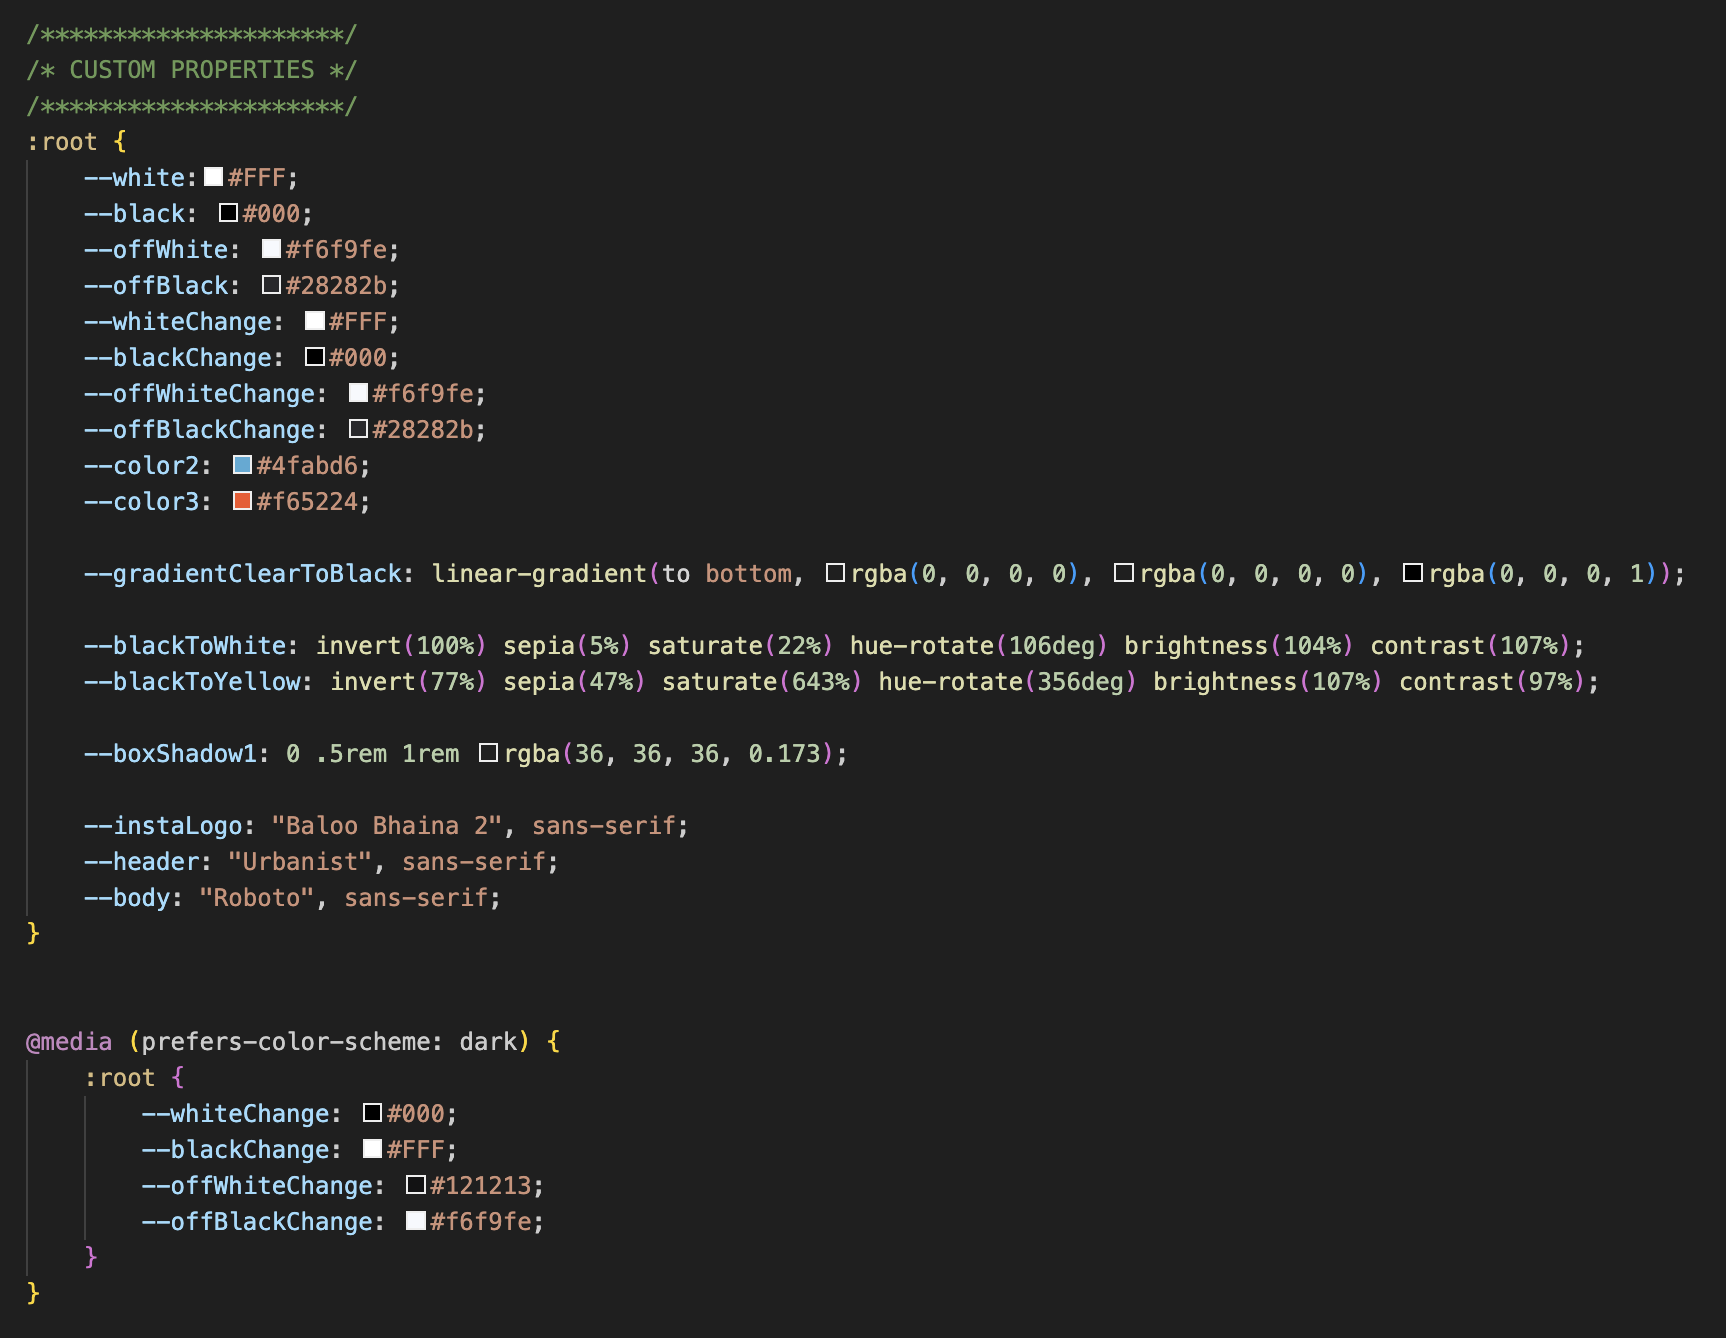 /*********************/
/* CUSTOM PROPERTIES */
/*********************/
:root {
    --white: #FFF;
    --black: #000;
    --offWhite: #f6f9fe;
    --offBlack: #28282b;
    --whiteChange: #FFF;
    --blackChange: #000;
    --offWhiteChange: #f6f9fe;
    --offBlackChange: #28282b;
    --color2: #4fabd6;
    --color3: #f65224;

    --gradientClearToBlack: linear-gradient(to bottom, rgba(0, 0, 0, 0), rgba(0, 0, 0, 0), rgba(0, 0, 0, 1));

    --blackToWhite: invert(100%) sepia(5%) saturate(22%) hue-rotate(106deg) brightness(104%) contrast(107%);
    --blackToYellow: invert(77%) sepia(47%) saturate(643%) hue-rotate(356deg) brightness(107%) contrast(97%);

    --boxShadow1: 0 .5rem 1rem rgba(36, 36, 36, 0.173);

    --instaLogo: "Baloo Bhaina 2", sans-serif;
    --header: "Urbanist", sans-serif;
    --body: "Roboto", sans-serif;
}

@media (prefers-color-scheme: dark) {
    :root {
        --whiteChange: #000;
        --blackChange: #FFF;
        --offWhiteChange: #121213;
        --offBlackChange: #f6f9fe;
    }
}